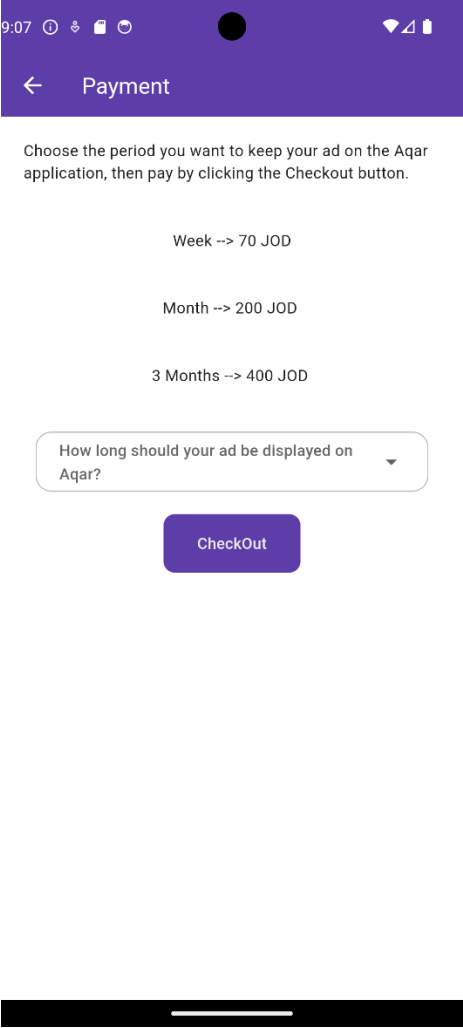 9:07
Payment
Choose the period you want to keep your ad on the Aqar
application, then pay by clicking the Checkout button.
Week --> 70 JOD
Month --> 200 JOD
3 Months --> 400 JOD
How long should your ad be displayed on
Aqar?
CheckOut